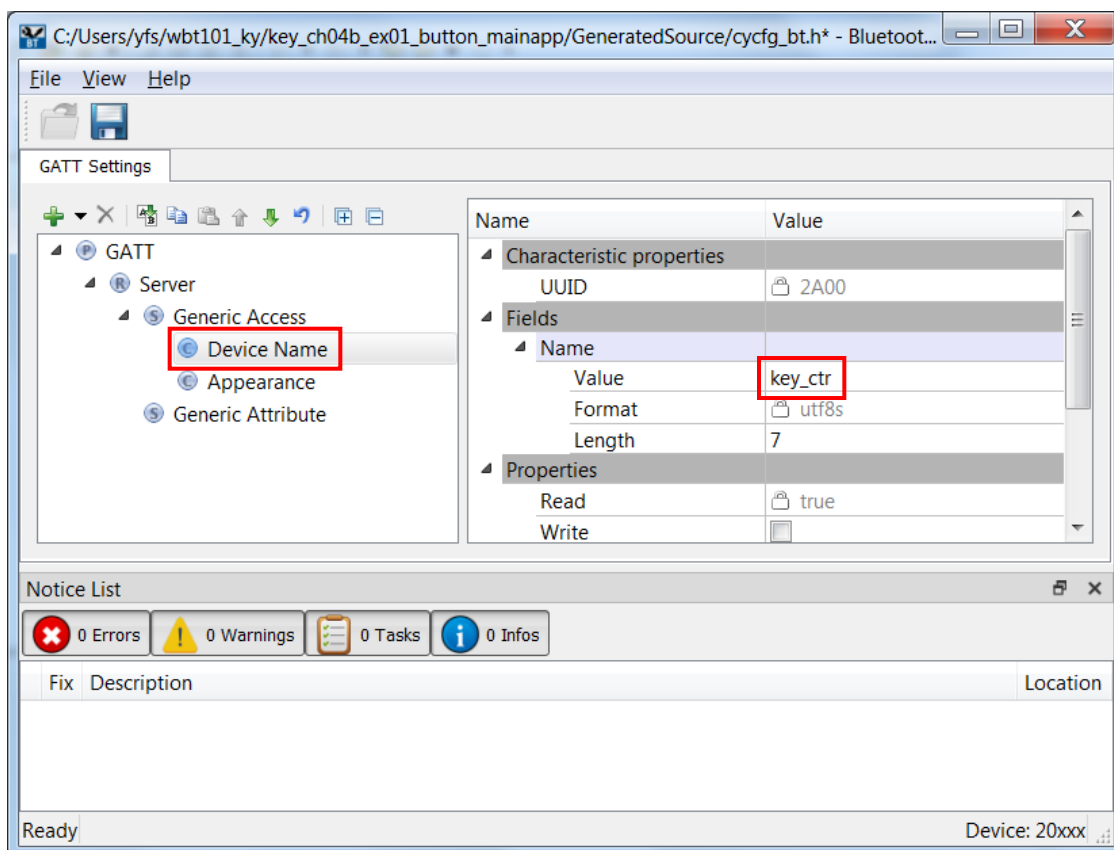 C:/Users/yfs/wbt101_ky/key_ch04b_ex01_button_mainapp/GeneratedSource/cycfg_bt.h* - Bluetoot...
File View Help
GATT Settings
GATT
Server
Generic Access
Device Name
Appearance
Generic Attribute
Name Value
Characteristic properties
UUID 2A00
Fields
Name
Value key_ctr
Format utf8s
Length 7
Properties
Read true
Write
Notice List
0 Errors 0 Warnings 0 Tasks 0 Infos
Fix Description Location
Ready Device: 20xxx